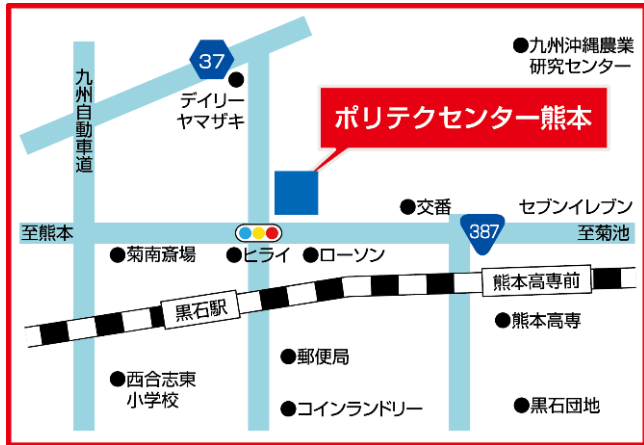 九州自動車道
37
デイリー
ヤマザキ
●九州沖縄農業
研究センター
ポリテクセンター熊本
●交番
セブンイレブン
至熊本
387
至菊池
●菊南斎場
●ヒライ
●ローソン
黒石駅
熊本高専前
●熊本高専
●郵便局
●西合志東
小学校
●コインランドリー
●黒石団地